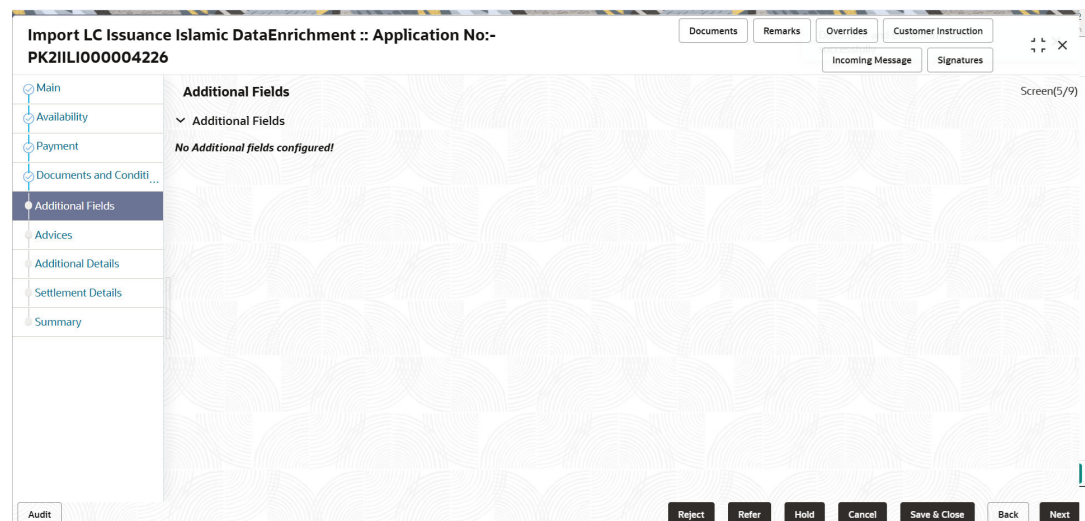 Import LC Issuance Islamic DataEnrichment :: Application No:-
PK2IILI000004226
Documents
Remarks
Overrides
Customer Instruction
Incoming Message
Signatures
Main
Availability
Payment
Documents and Conditi...
Additional Fields
Advices
Additional Details
Settlement Details
Summary
Additional Fields
Screen(5/9)
Additional Fields
No Additional fields configured!
Audit
Reject
Refer
Hold
Cancel
Save & Close
Back
Next